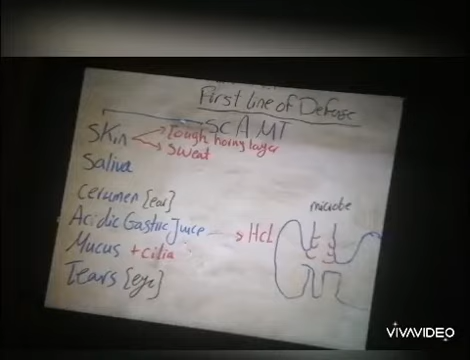 First line of Defense
SCAMT
Skin
tough horny layer
sweat
Saliva
Cerumen [ear]
Acidic Gastric Juice → HCl
Mucus + cilia
Tears [eye]
microbe
VIVAVIDEO